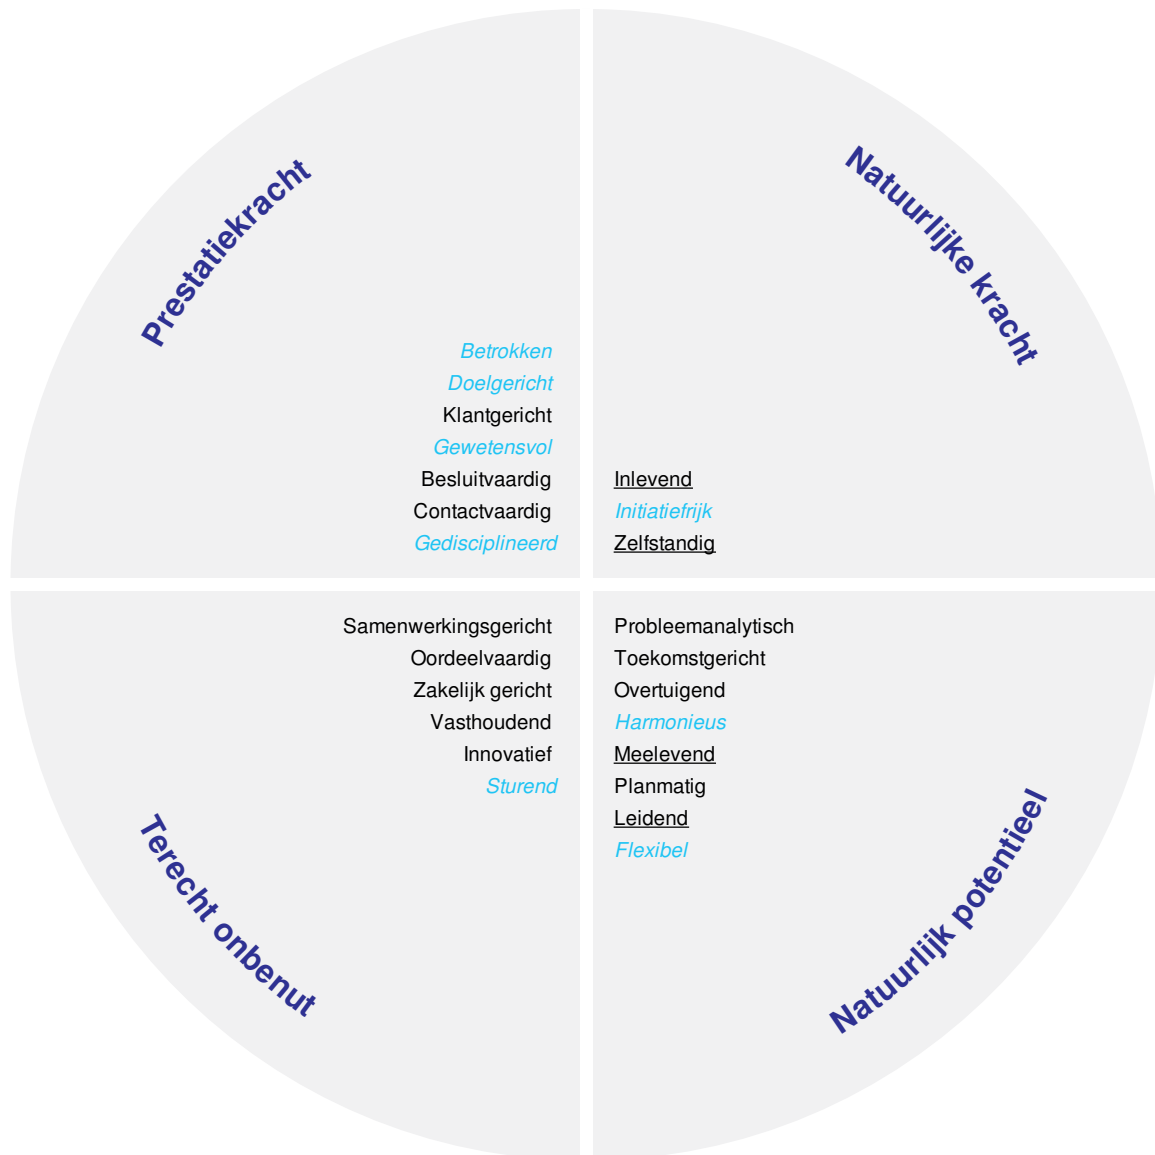 Prestatiekracht
Betrokken
Doelgericht
Klantgericht
Gewetensvol
Besluitvaardig
Contactvaardig
Gedisciplineerd
Natuurlijke kracht
Inlevend
Initiatiefrijk
Zelfstandig
Samenwerkingsgericht
Oordeelvaardig
Zakelijk gericht
Vasthoudend
Innovatief
Sturend
Terecht onbenut
Probleemanalytisch
Toekomstgericht
Overtuigend
Harmonieus
Meelevend
Planmatig
Leidend
Flexibel
Natuurlijk potentieel